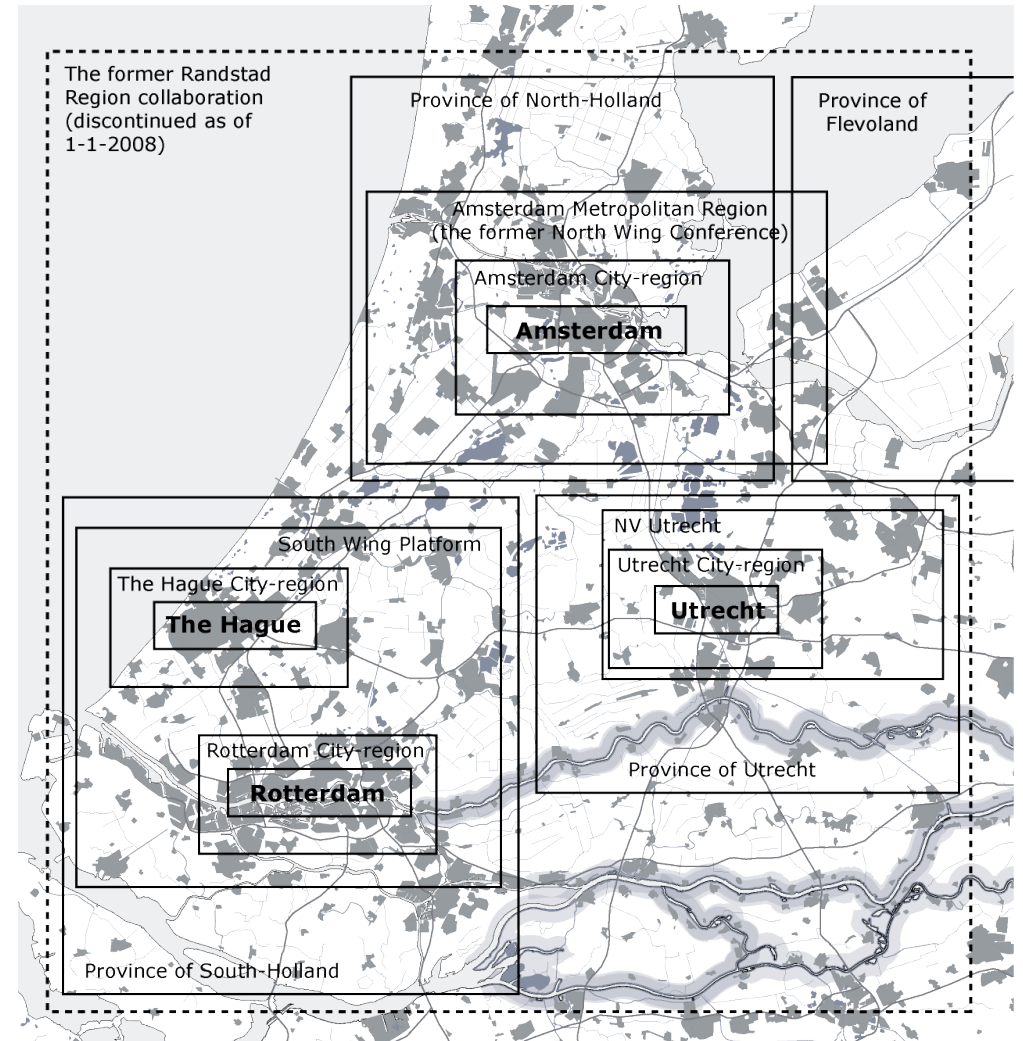 The former Randstad
Region collaboration
(discontinued as of
1-1-2008)
Province of North-Holland
Province of
Flevoland
Amsterdam Metropolitan Region
(the former North Wing Conference)
Amsterdam City-region
Amsterdam
South Wing Platform
The Hague City-region
The Hague
NV Utrecht
Utrecht City-region
Utrecht
Rotterdam City-region
Rotterdam
Province of Utrecht
Province of South-Holland